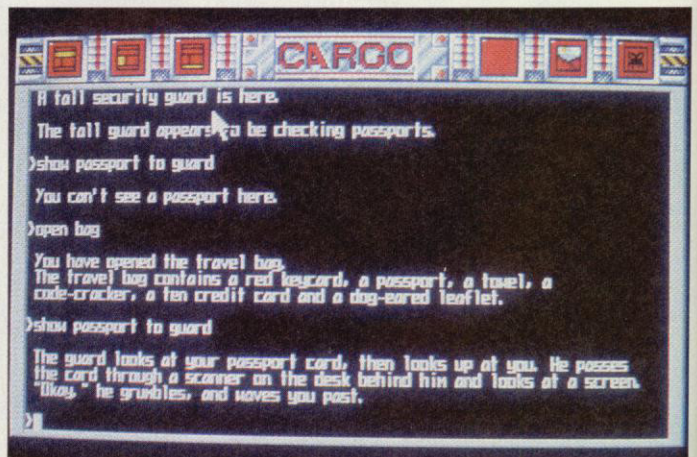 CARGO
A tall security guard is here.
The tall guard appears to be checking passports.
>show passport to guard
You can't see a passport here.
>open bag
You have opened the travel bag.
The travel bag contains a red keycard, a passport, a towel, a
code-cracker, a ten credit card and a dog-eared leaflet.
>show passport to guard
The guard looks at your passport card, then looks up at you. He passes
the card through a scanner on the desk behind him and looks at a screen.
"Okay," he grumbles, and waves you past.
>